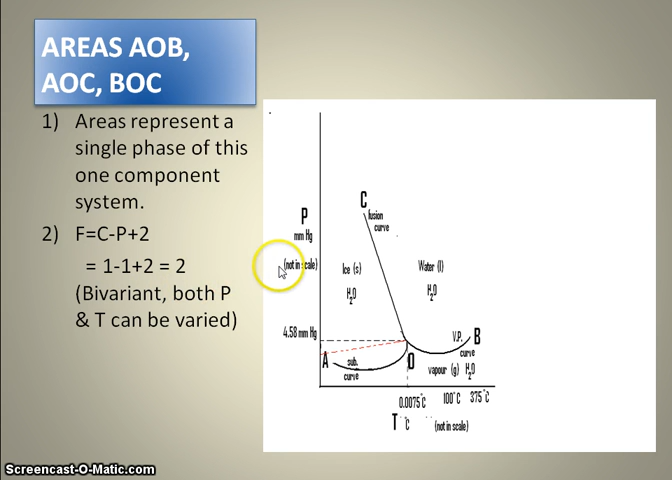 AREAS AOB,
AOC, BOC
1) Areas represent a
single phase of this
one component
system.
2) F=C-P+2
= 1-1+2 = 2
(Bivariant, both P
& T can be varied)
C
fusion
curve
P
mm Hg
(not in scale)
Ice (s)
H2O
Water (l)
H2O
4.58 mm Hg
A
sub.
curve
O
V.P.
curve
B
vapour (g) H2O
0.0075°C
100°C
375°C
T °C
(not in scale)
Screencast-O-Matic.com